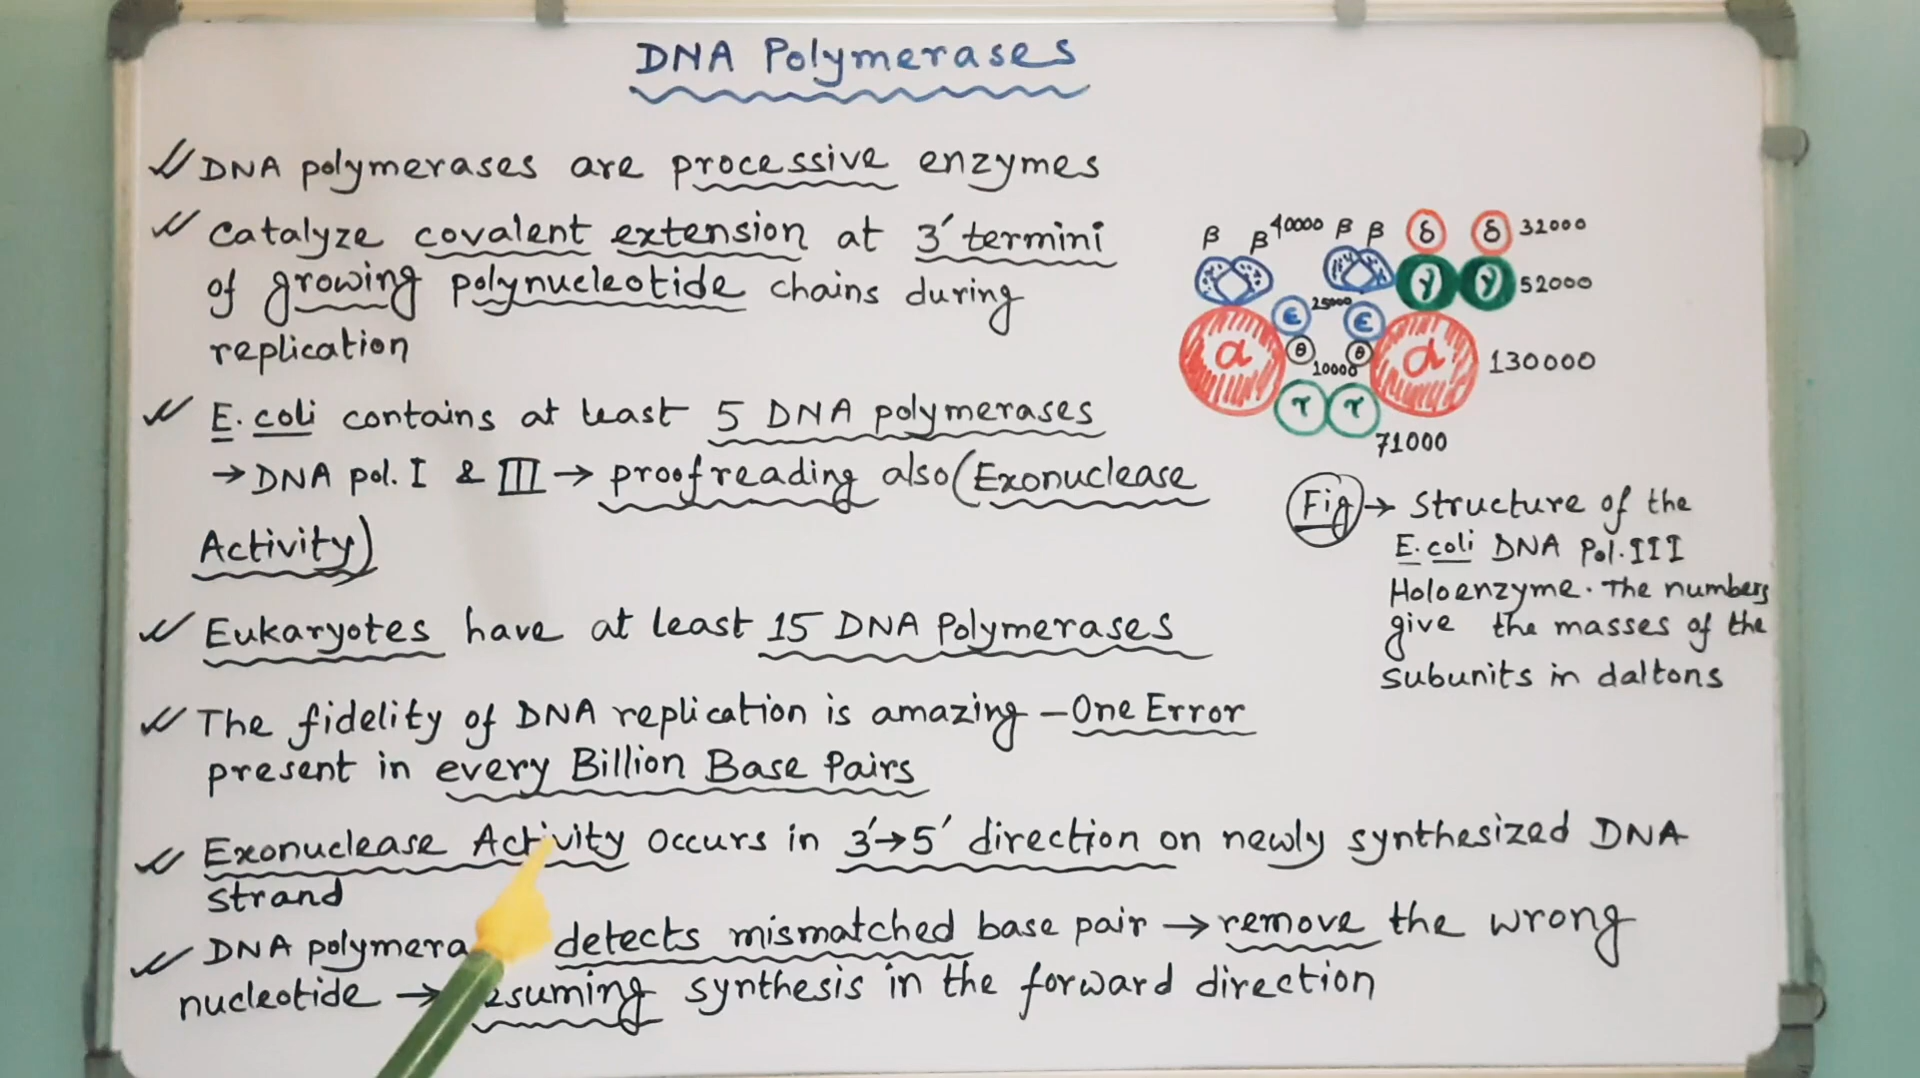 DNA Polymerases
DNA polymerases are processive enzymes
Catalyze covalent extension at 3' termini
of growing polynucleotide chains during
replication
E. coli contains at least 5 DNA polymerases
→ DNA pol. I & III → proofreading also (Exonuclease
Activity)
Eukaryotes have at least 15 DNA Polymerases
The fidelity of DNA replication is amazing – One Error
present in every Billion Base Pairs
Exonuclease Activity occurs in 3'→5' direction on newly synthesized DNA
strand
DNA polymera detects mismatched base pair → remove the wrong
nucleotide → esuming synthesis in the forward direction
β β 40000 β β δ δ 32000
γ γ 52000
ε 25000 ε
α θ θ α 130000
10000
τ τ
71000
Fig → Structure of the
E. coli DNA Pol. III
Holoenzyme. The numbers
give the masses of the
subunits in daltons